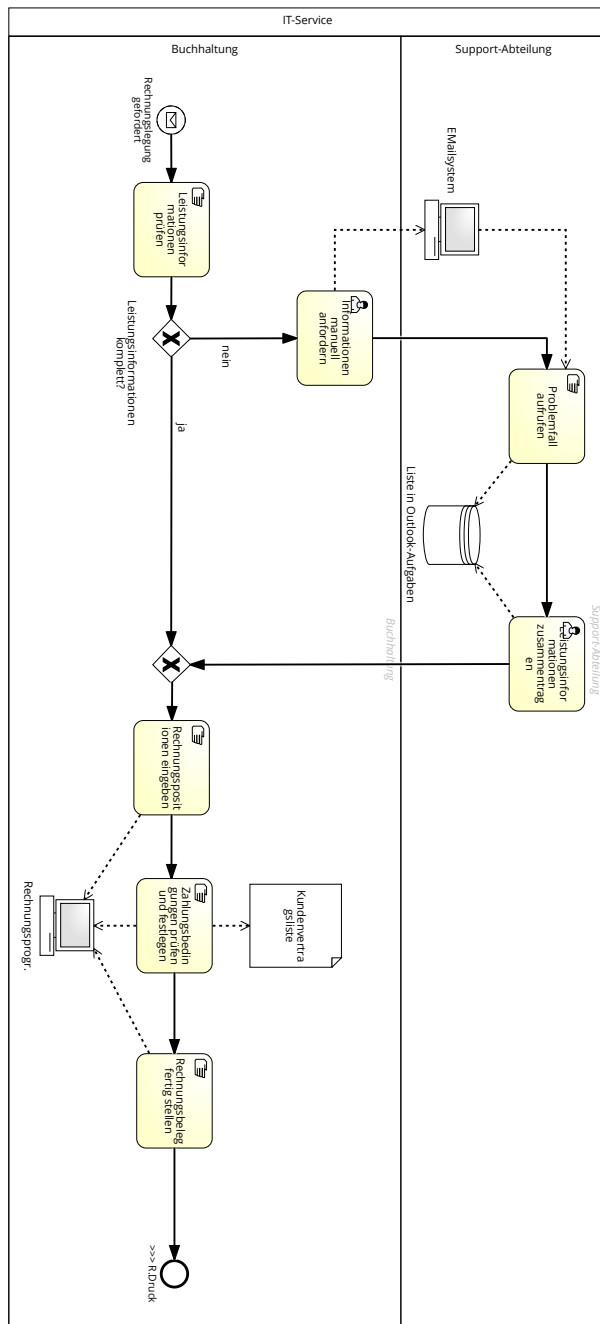 IT-Service
Buchhaltung
Support-Abteilung
Rechnungslegung
gefordert
Leistungsinfor
mationen
prüfen
EMailsystem
Leistungsinformationen
komplett?
nein
ja
Informationen
manuell
anfordern
Problemfall
aufrufen
Liste in Outlook-Aufgaben
Leistungsinfor
mationen
zusammentrag
en
Buchhaltung
Support-Abteilung
Rechnungsposit
ionen eingeben
Zahlungsbedin
gungen prüfen
und festlegen
Kundenvertra
gsliste
Rechnungsprogr.
Rechnungsbeleg
fertig stellen
>>> R.Druck